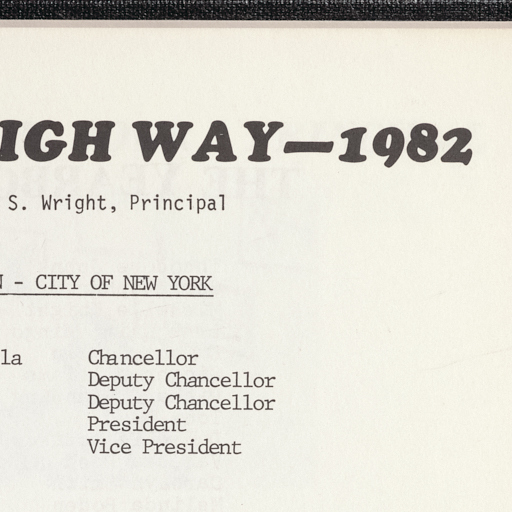 IGH WAY—1982
S. Wright, Principal
N - CITY OF NEW YORK
la Chancellor
Deputy Chancellor
Deputy Chancellor
President
Vice President